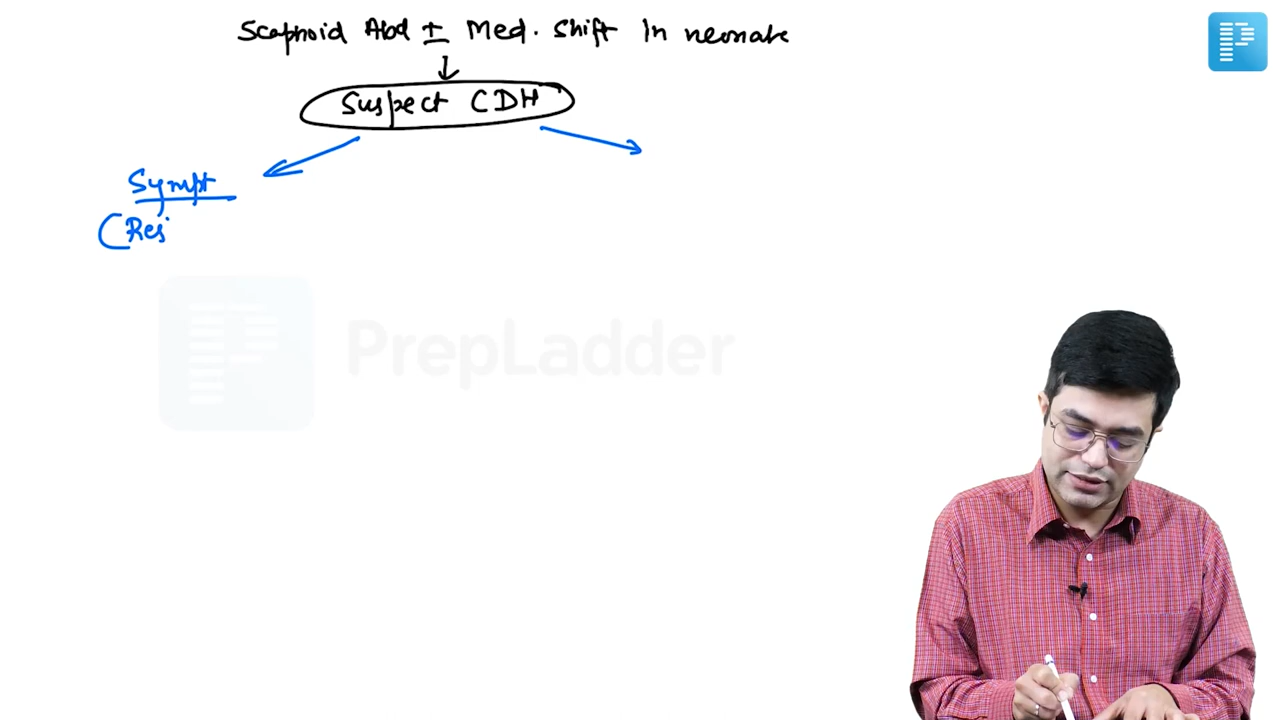 Scaphoid Abd ± Med. Shift In neonate
Suspect CDH
Sympt
(Res
PrepLadder